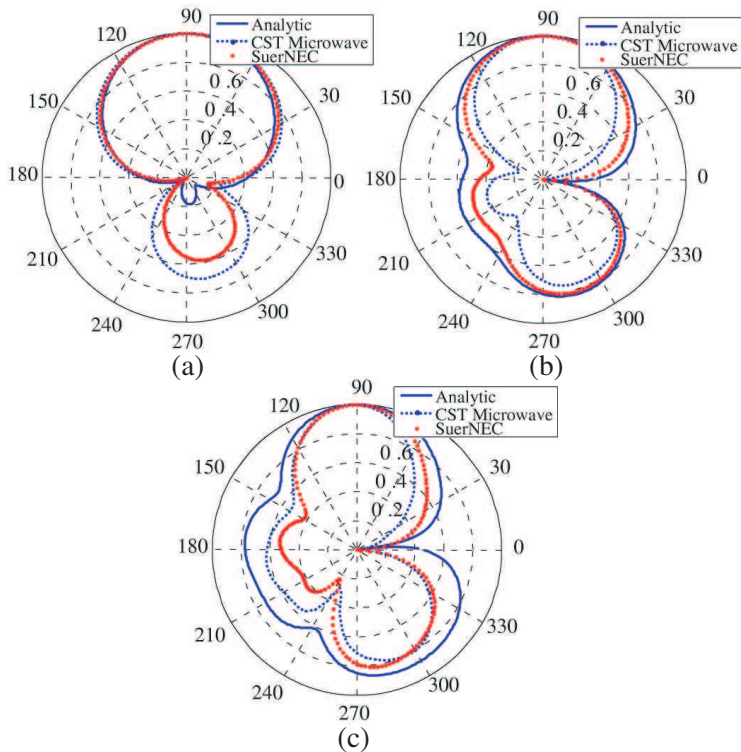 90
Analytic
CST Microwave
SuerNEC
120
0 . 6
150
0 . 4
30
0 . 2
180
0
210
330
240
300
270
(a)
90
Analytic
CST Microwave
SuerNEC
120
0 . 6
150
0 . 4
30
0.2
180
0
210
330
240
300
270
(b)
90
Analytic
CST Microwave
SuerNEC
120
0 . 6
150
0 . 4
30
0 . 2
180
0
210
330
240
300
270
(c)